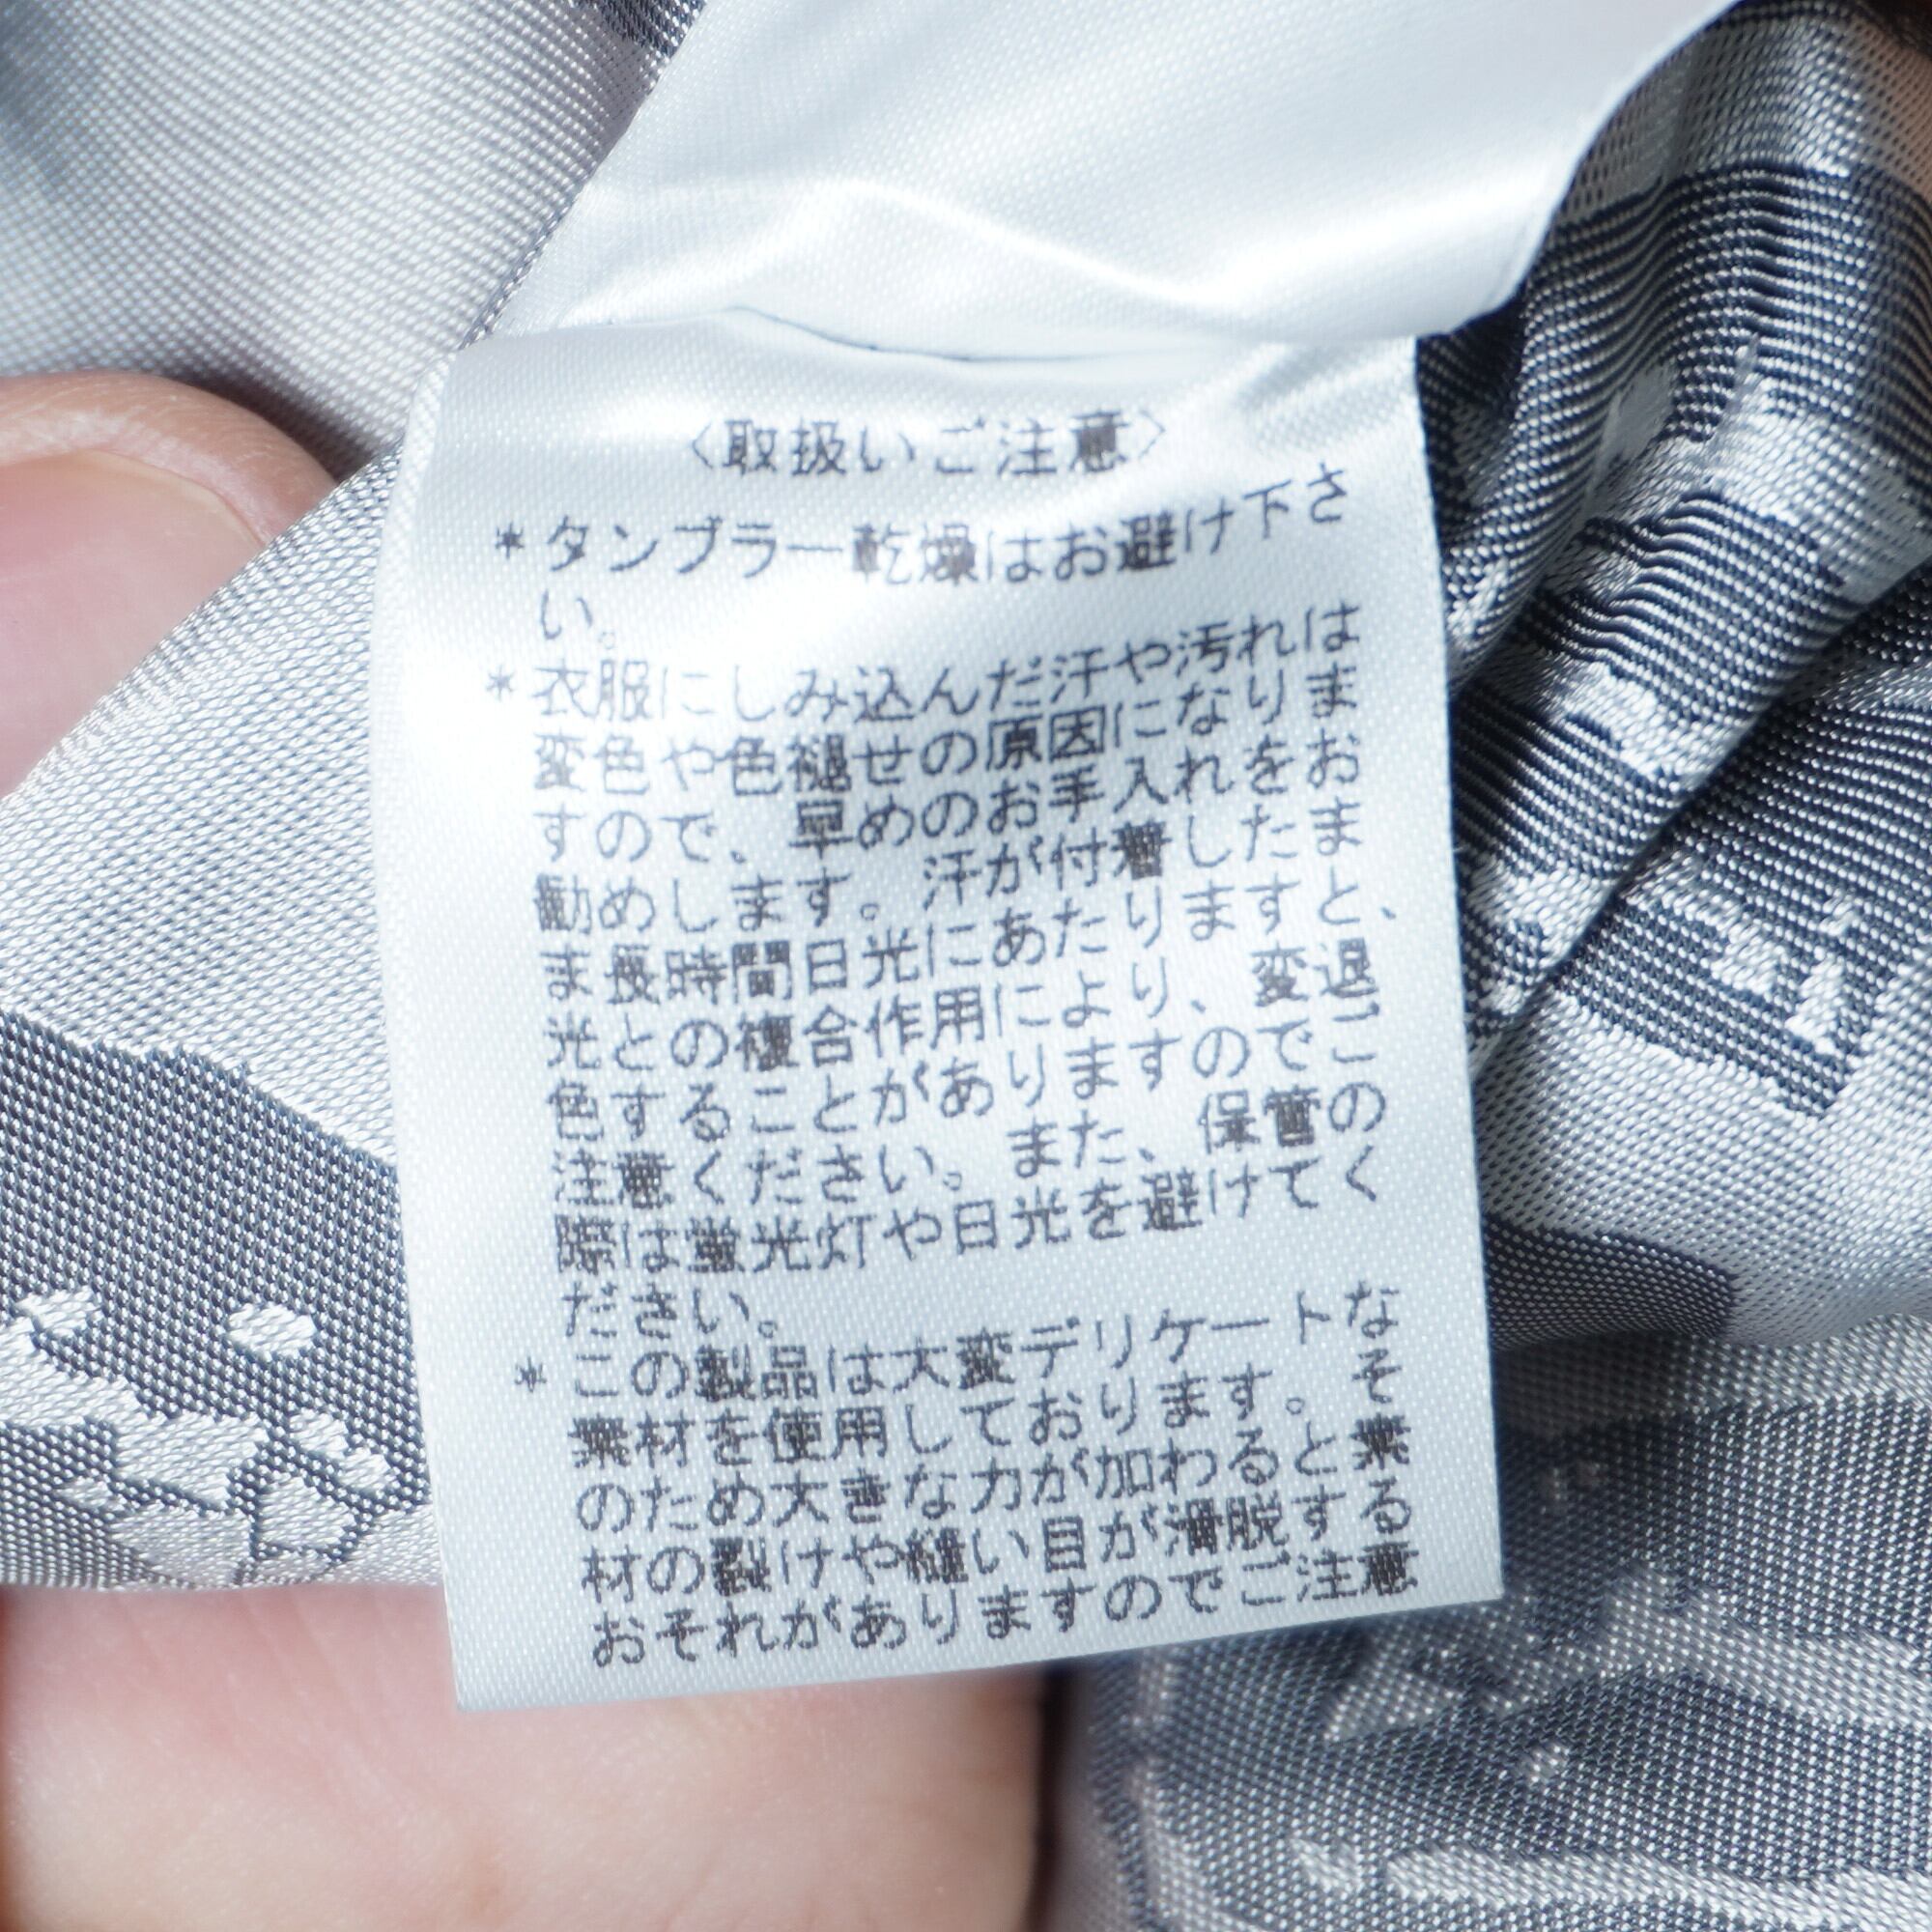 〈取扱いご注意〉
*タンブラー乾燥はお避け下さ
い。
*衣服にしみ込んだ汗や汚れは
変色や色褪せの原因になりま
すので、早めのお手入れをお
勧めします。汗が付着したま
ま長時間日光にあたりますと、
光との複合作用により、変退
色することがありますのでご
注意ください。また、保管の
際は蛍光灯や日光を避けてく
ださい。
*この製品は大変デリケートな
素材を使用しております。そ
のため大きな力が加わると素
材の裂けや縫い目が滑脱する
おそれがありますのでご注意